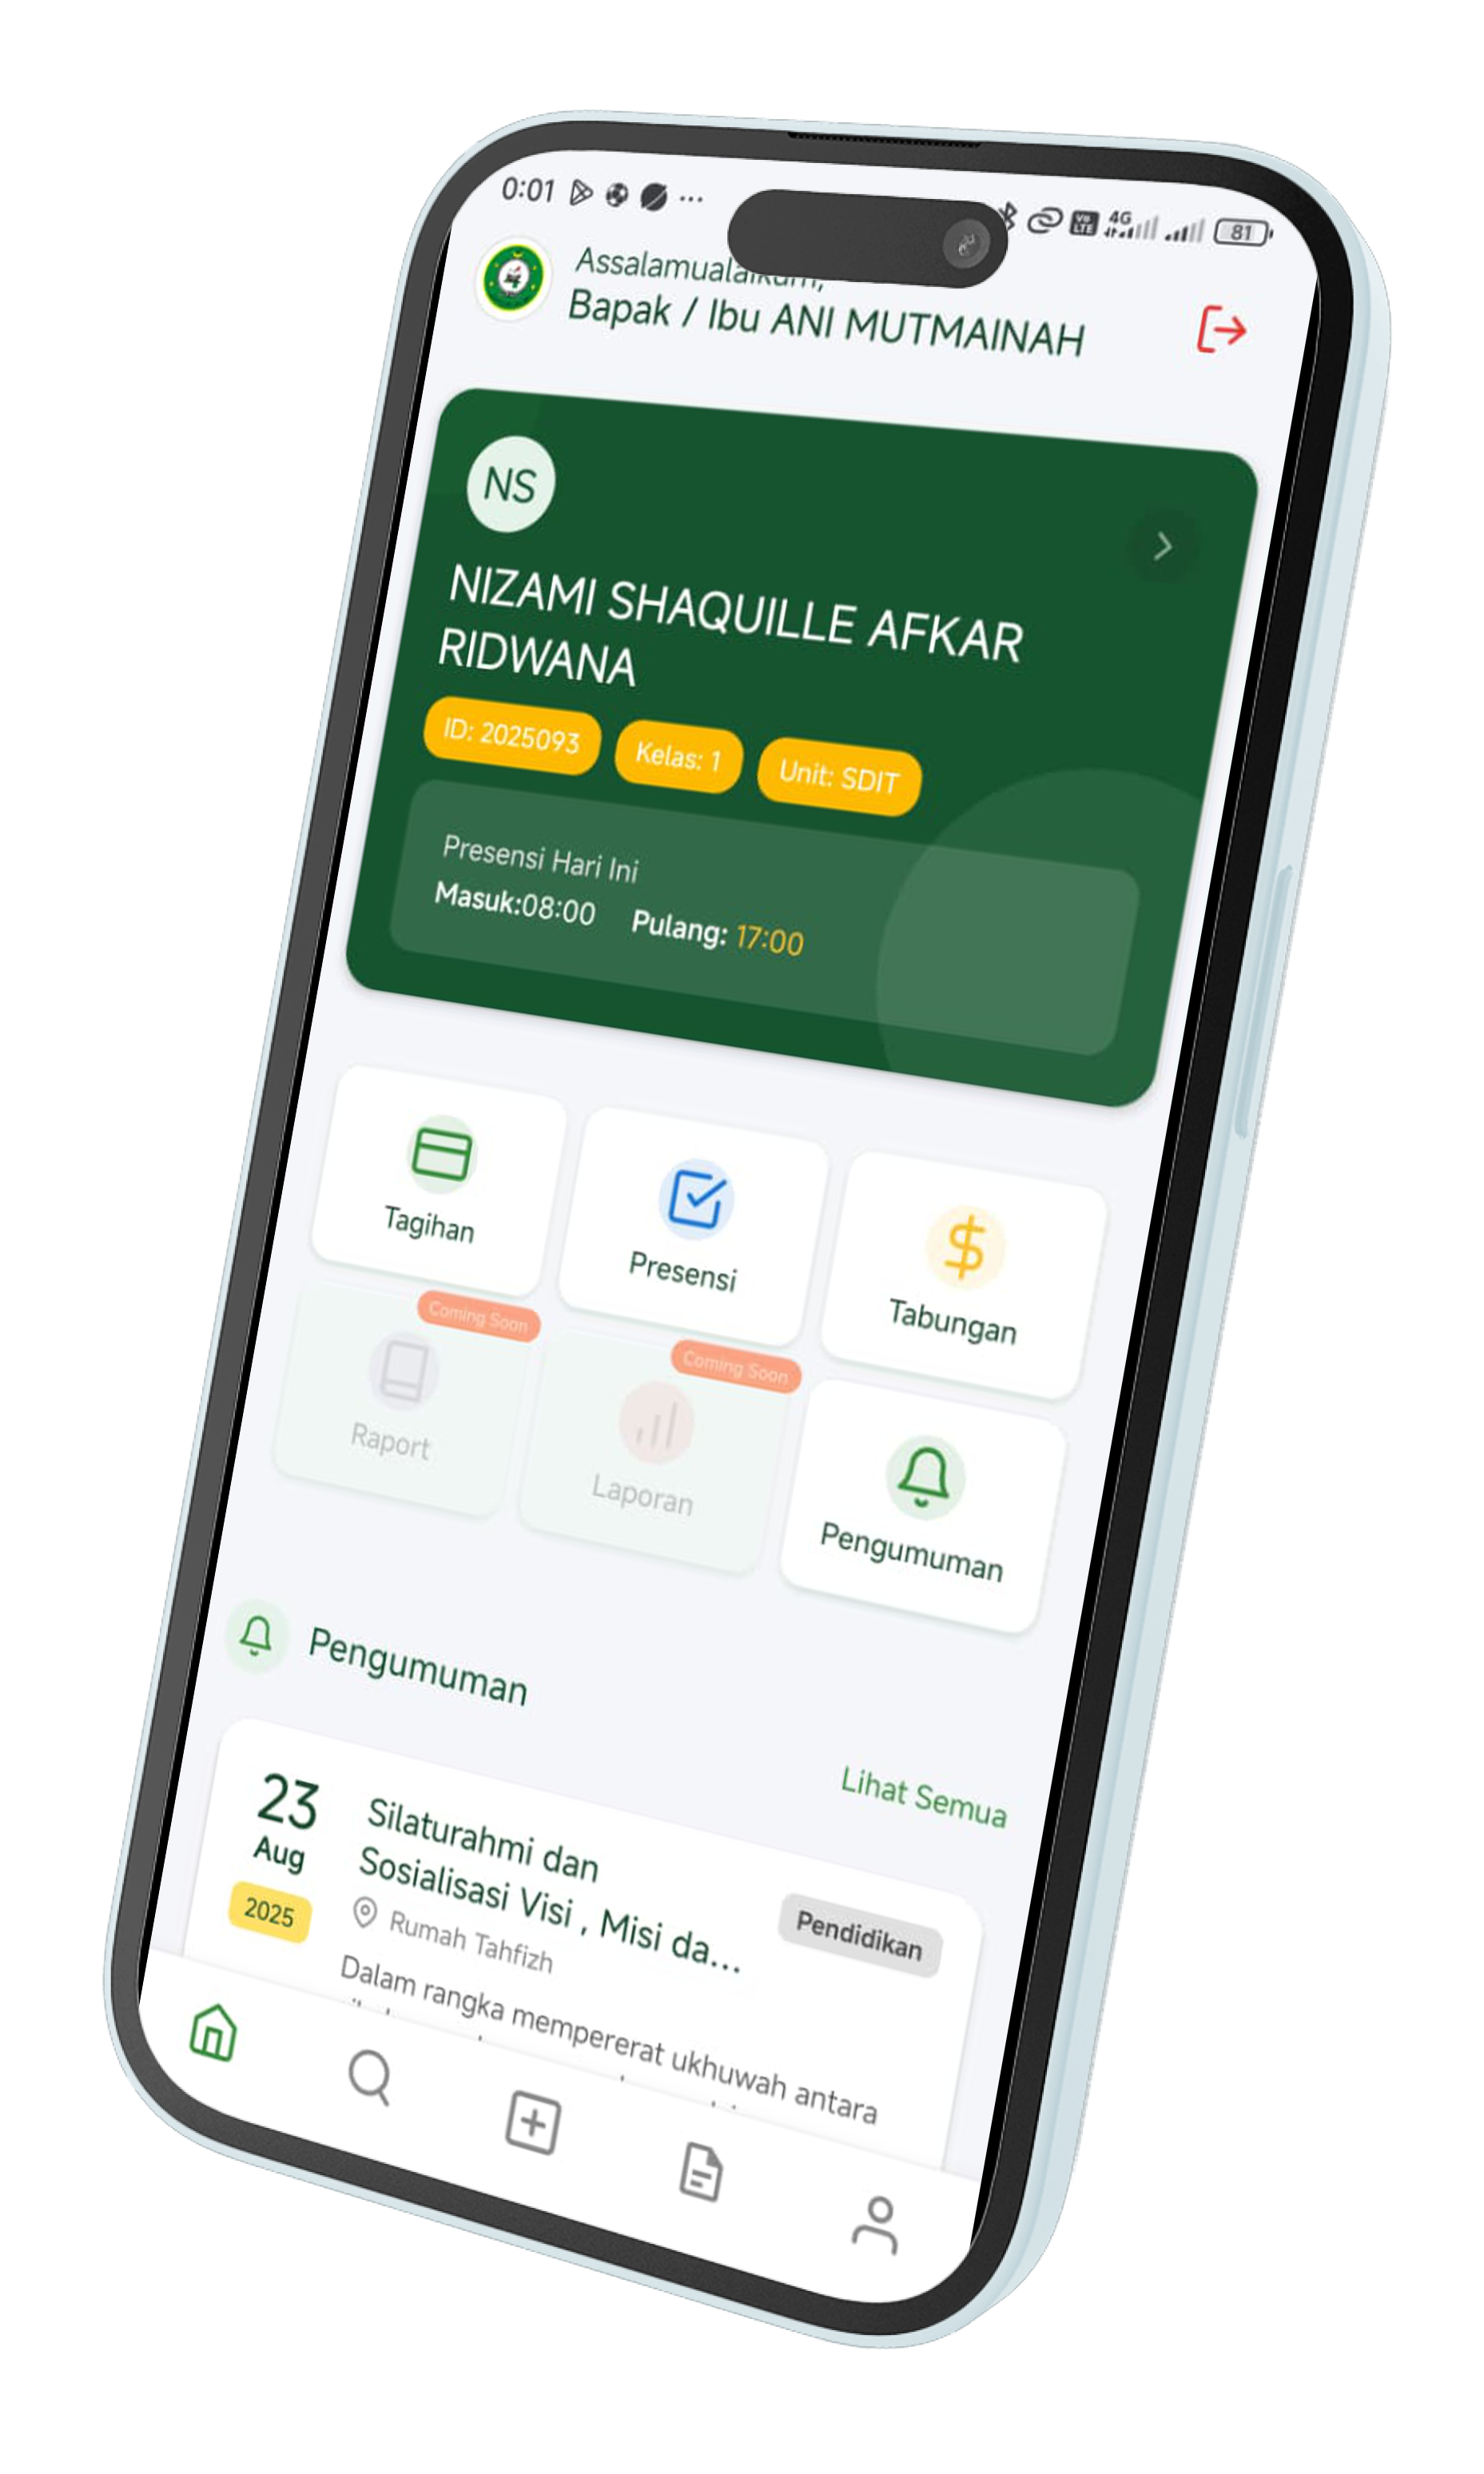 0:01
4G
Vo
LTE
81
Assalamualaikum,
Bapak / Ibu ANI MUTMAINAH
NS
NIZAMI SHAQUILLE AFKAR
RIDWANA
ID: 2025093 Kelas: 1 Unit: SDIT
Presensi Hari Ini
Masuk:08:00 Pulang: 17:00
Tagihan
Presensi
Tabungan
Coming Soon
Raport
Coming Soon
Laporan
Pengumuman
Pengumuman
Lihat Semua
23
Aug
2025
Silaturahmi dan
Sosialisasi Visi , Misi da...
Pendidikan
Rumah Tahfizh
Dalam rangka mempererat ukhuwah antara